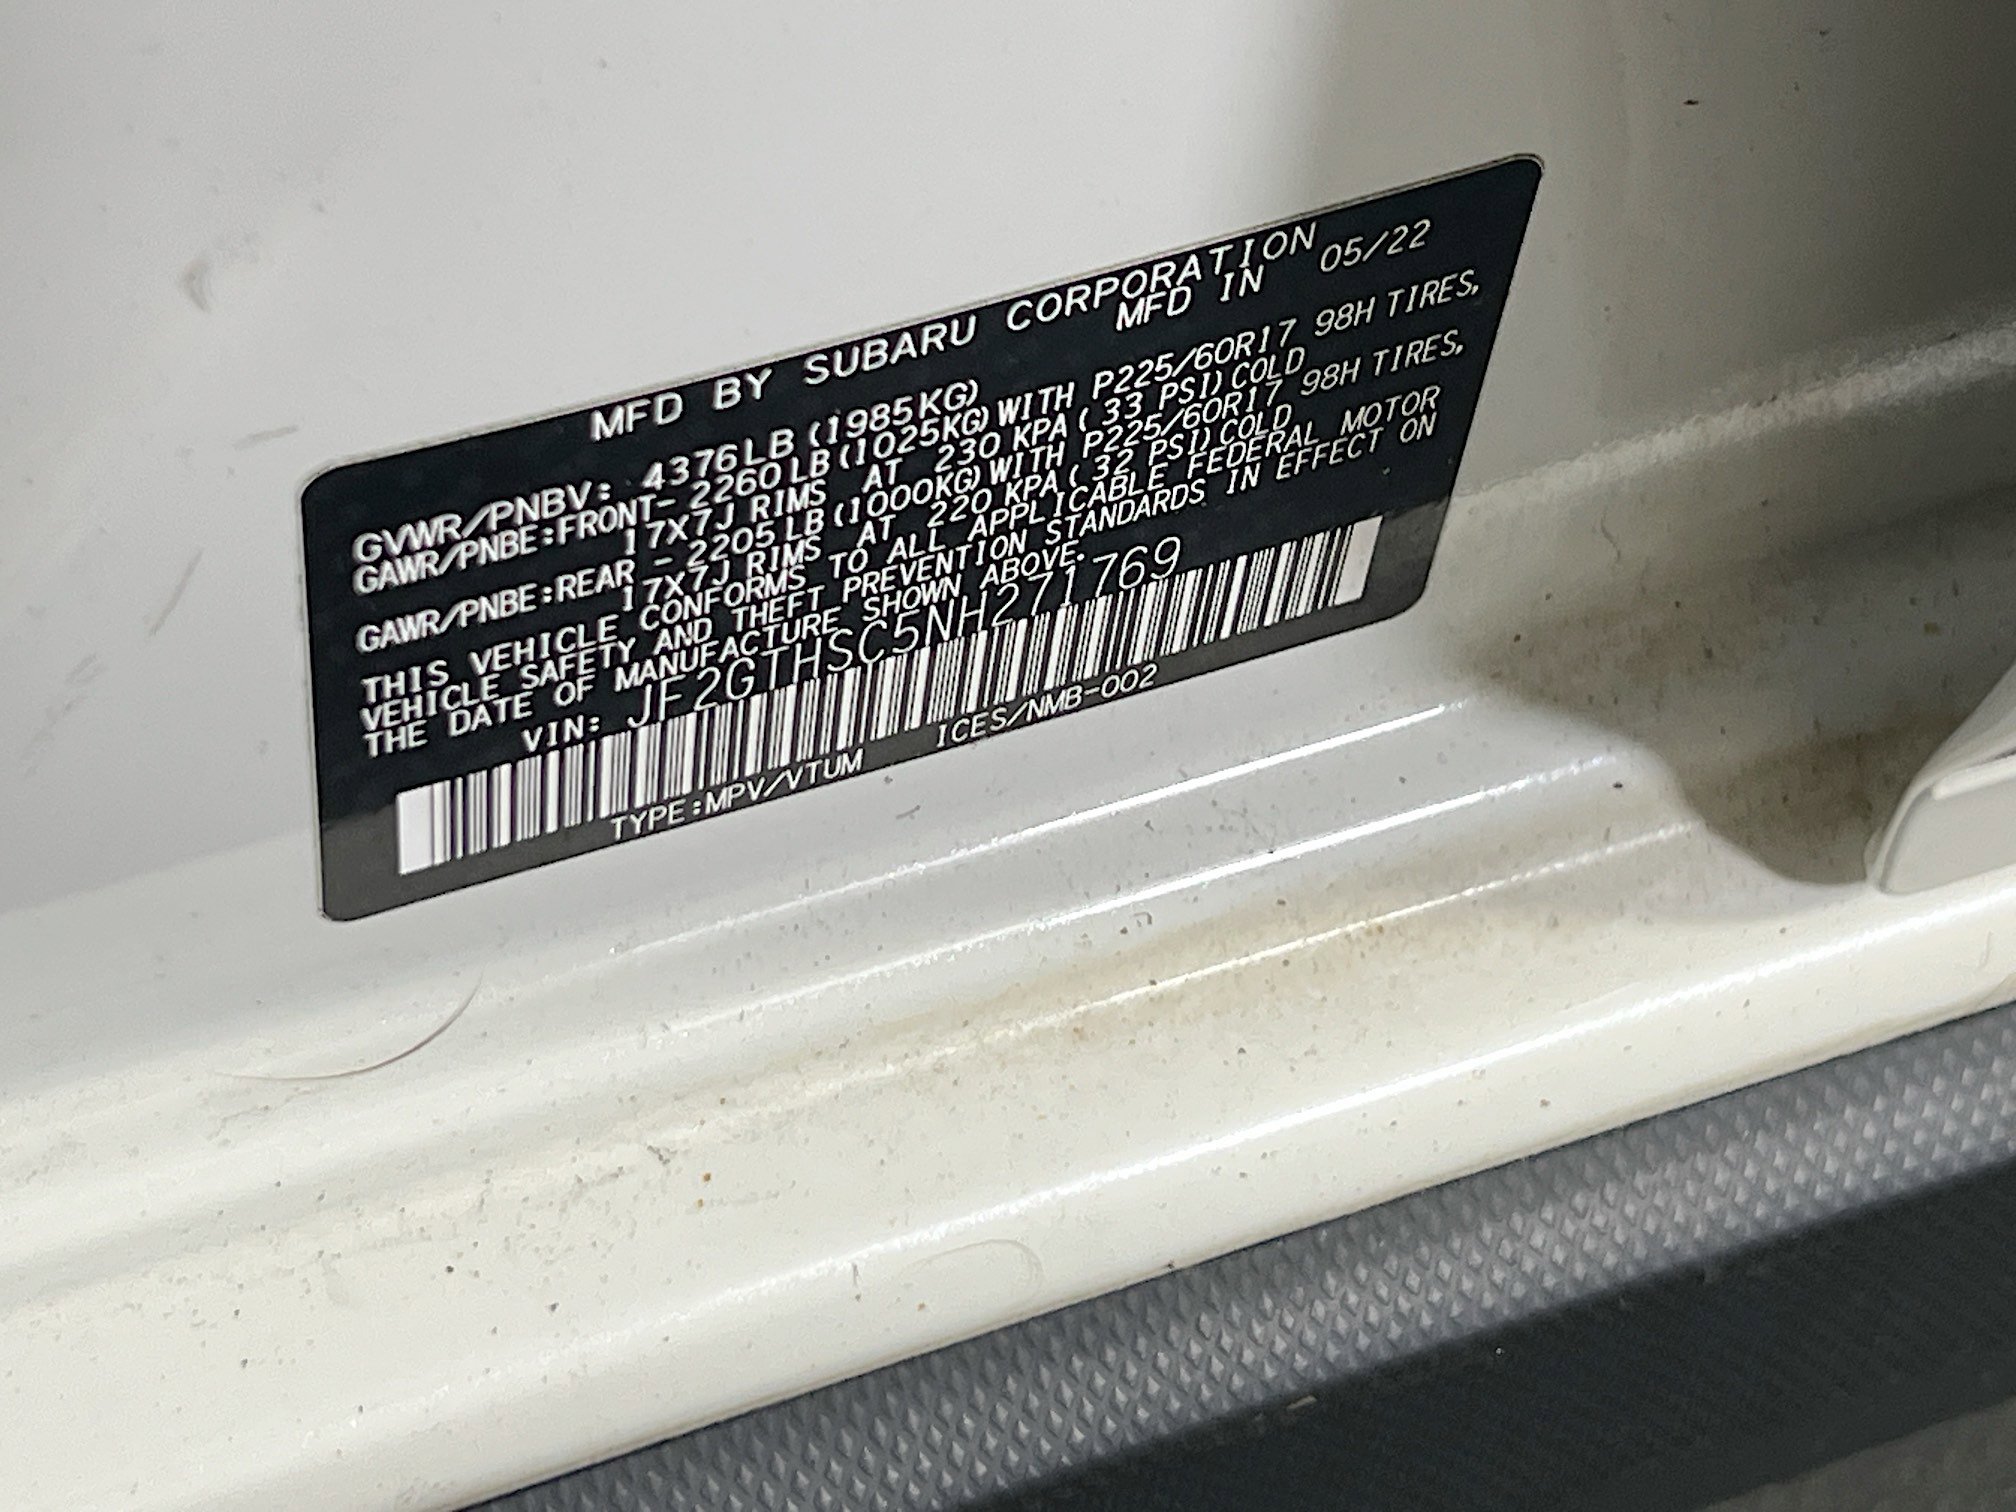 MFD BY SUBARU CORPORATION
MFD IN 05/22
GVWR/PNBV: 4376LB (1985KG)
GAWR/PNBE:FRONT- 2260LB (1025KG) WITH P225/60R17 98H TIRES,
17X7J RIMS AT 230 KPA ( 33 PSI) COLD
GAWR/PNBE:REAR - 2205LB (1000KG) WITH P225/60R17 98H TIRES,
17X7J RIMS AT 220 KPA ( 32 PSI) COLD
THIS VEHICLE CONFORMS TO ALL APPLICABLE FEDERAL MOTOR
VEHICLE SAFETY AND THEFT PREVENTION STANDARDS IN EFFECT ON
THE DATE OF MANUFACTURE SHOWN ABOVE.
VIN: JF2GTHSC5NH271769
TYPE:MPV/VTUM ICES/NMB-002